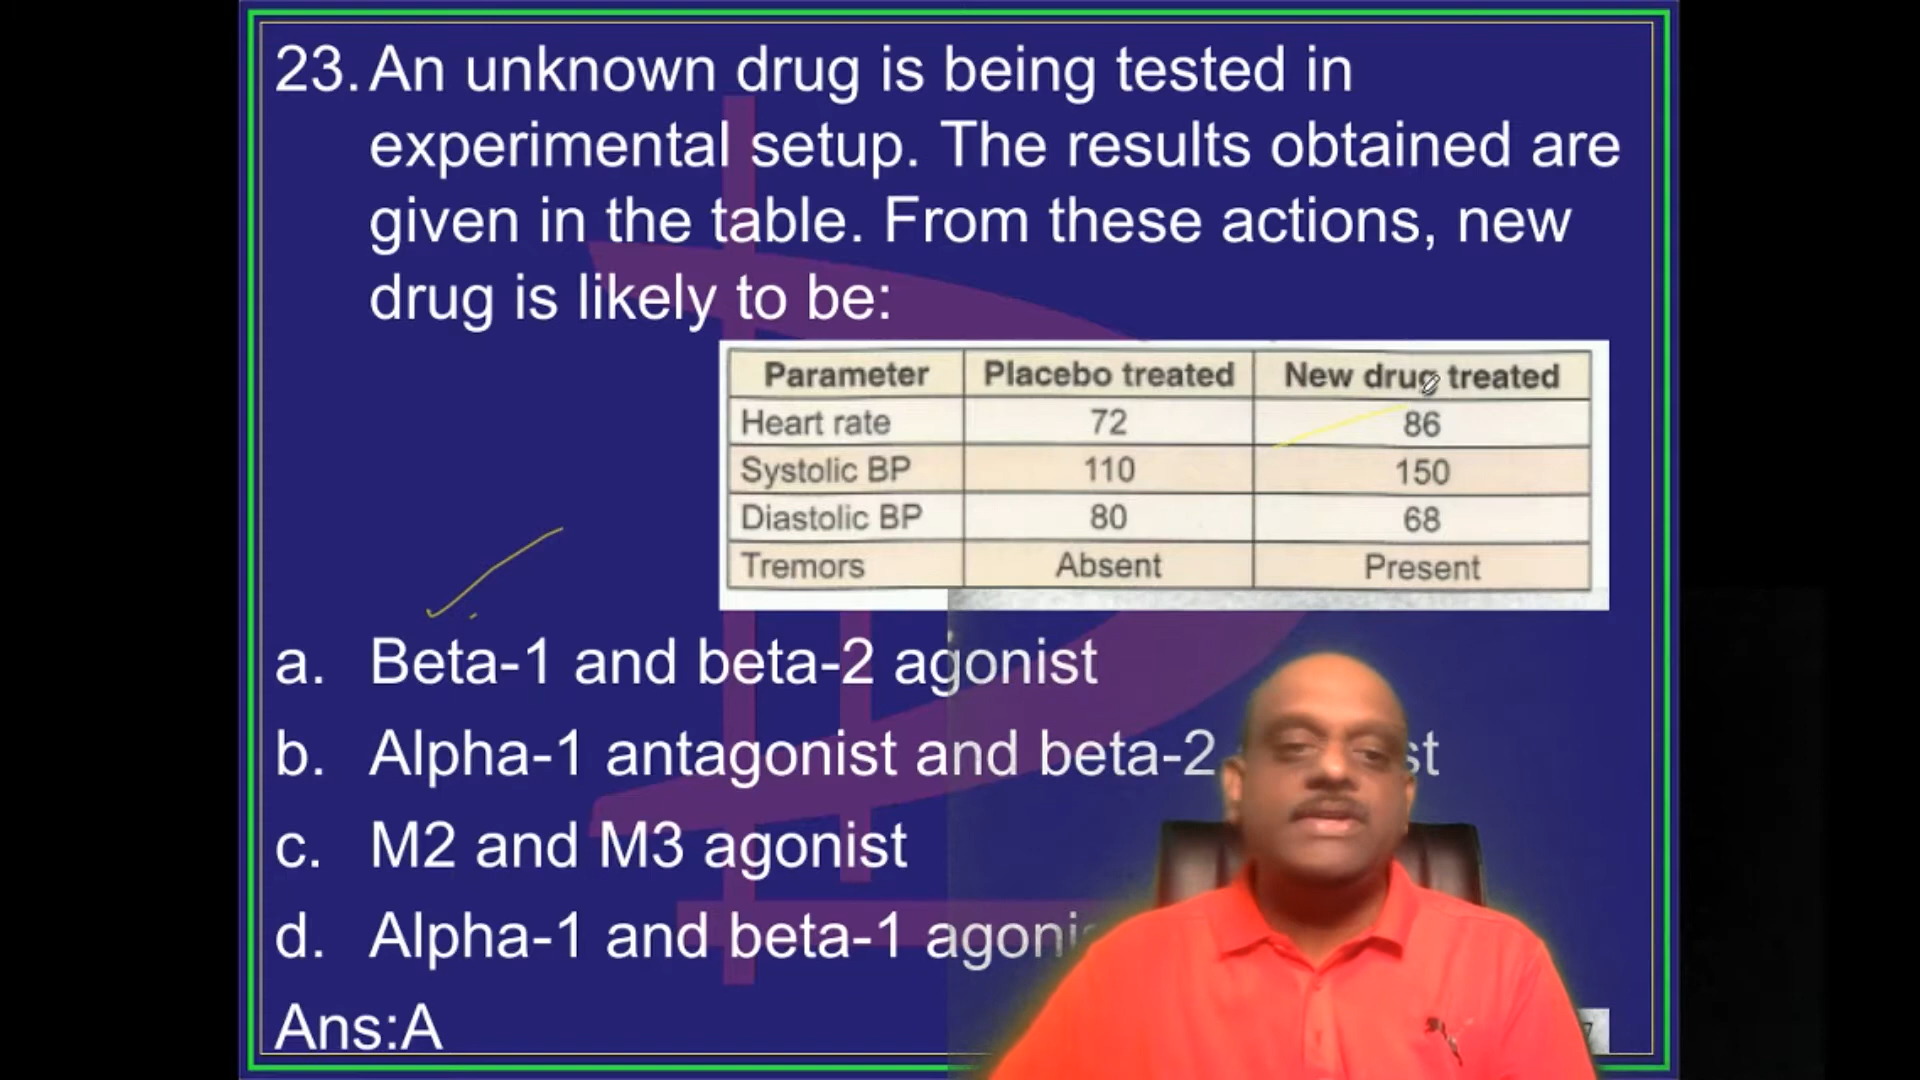 23. An unknown drug is being tested in
experimental setup. The results obtained are
given in the table. From these actions, new
drug is likely to be:
Parameter Placebo treated New drug treated
Heart rate 72 86
Systolic BP 110 150
Diastolic BP 80 68
Tremors Absent Present
a. Beta-1 and beta-2 agonist
b. Alpha-1 antagonist and beta-2
c. M2 and M3 agonist
d. Alpha-1 and beta-1
Ans:A